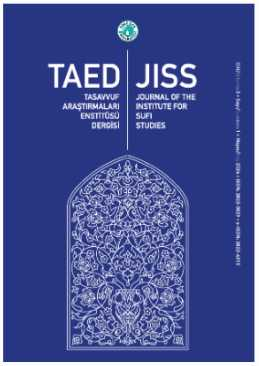 TAED
TASAVVUF
ARAŞTIRMALARI
ENSTİTÜSÜ
DERGİSİ
JISS
JOURNAL OF THE
INSTITUTE FOR
SUFI
STUDIES